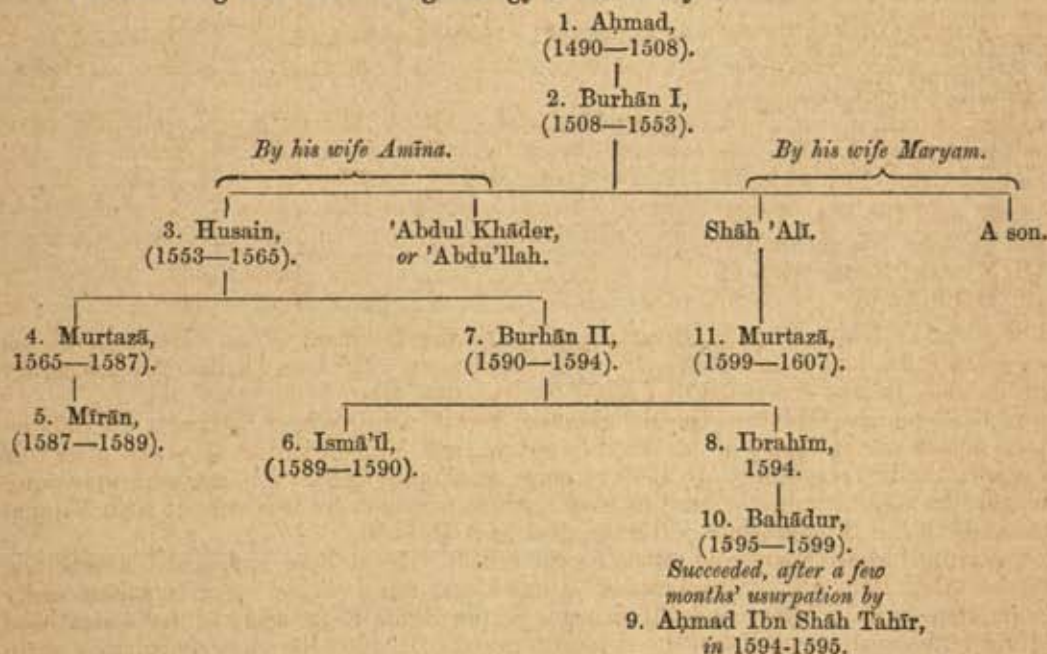 1. Aḥmad,
(1490—1508).
2. Burhān I,
(1508—1553).
By his wife Amīna.
By his wife Maryam.
3. Husain,
(1553—1565).
'Abdul Khāder,
or 'Abdu'llah.
Shāh 'Alī.
A son.
4. Murtazā,
1565—1587).
7. Burhān II,
(1590—1594).
11. Murtazā,
(1599—1607).
5. Mīrān,
(1587—1589).
6. Ismā'īl,
(1589—1590).
8. Ibrahīm,
1594.
10. Bahādur,
(1595—1599).
Succeeded, after a few
months' usurpation by
9. Aḥmad Ibn Shāh Tahīr,
in 1594-1595.